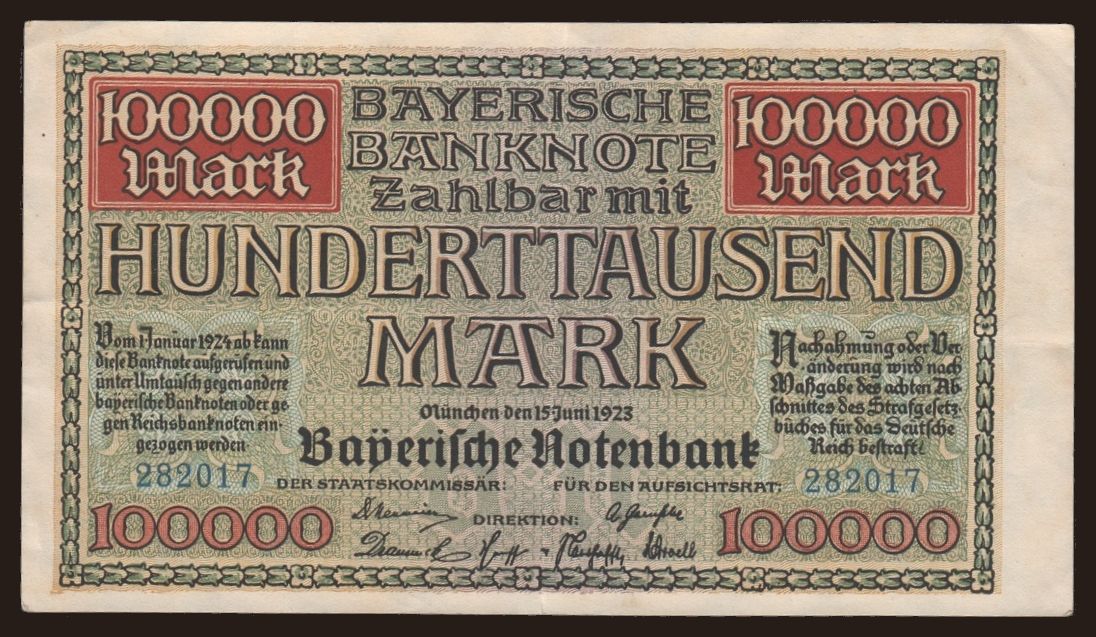 100000
Mark
BAYERISCHE
BANKNOTE
Zahlbar mit
100000
Mark
HUNDERTTAUSEND
MARK
Vom 1·Januar 1924 ab kann
diese Banknote aufgerufen und
unter Umtausch gegen andere
bayerische Banknoten oder ge-
gen Reichsbanknoten ein-
gezogen werden
282017
Nachahmung oder Ver-
änderung wird nach
Maßgabe des achten Ab
schnittes des Strafgesetz-
buches für das Deutsche
Reich bestraft.
282017
München den 15·Juni 1923
Bayerische Notenbank
DER STAATSKOMMISSÄR:
FÜR DEN AUFSICHTSRAT:
DIREKTION:
100000
100000